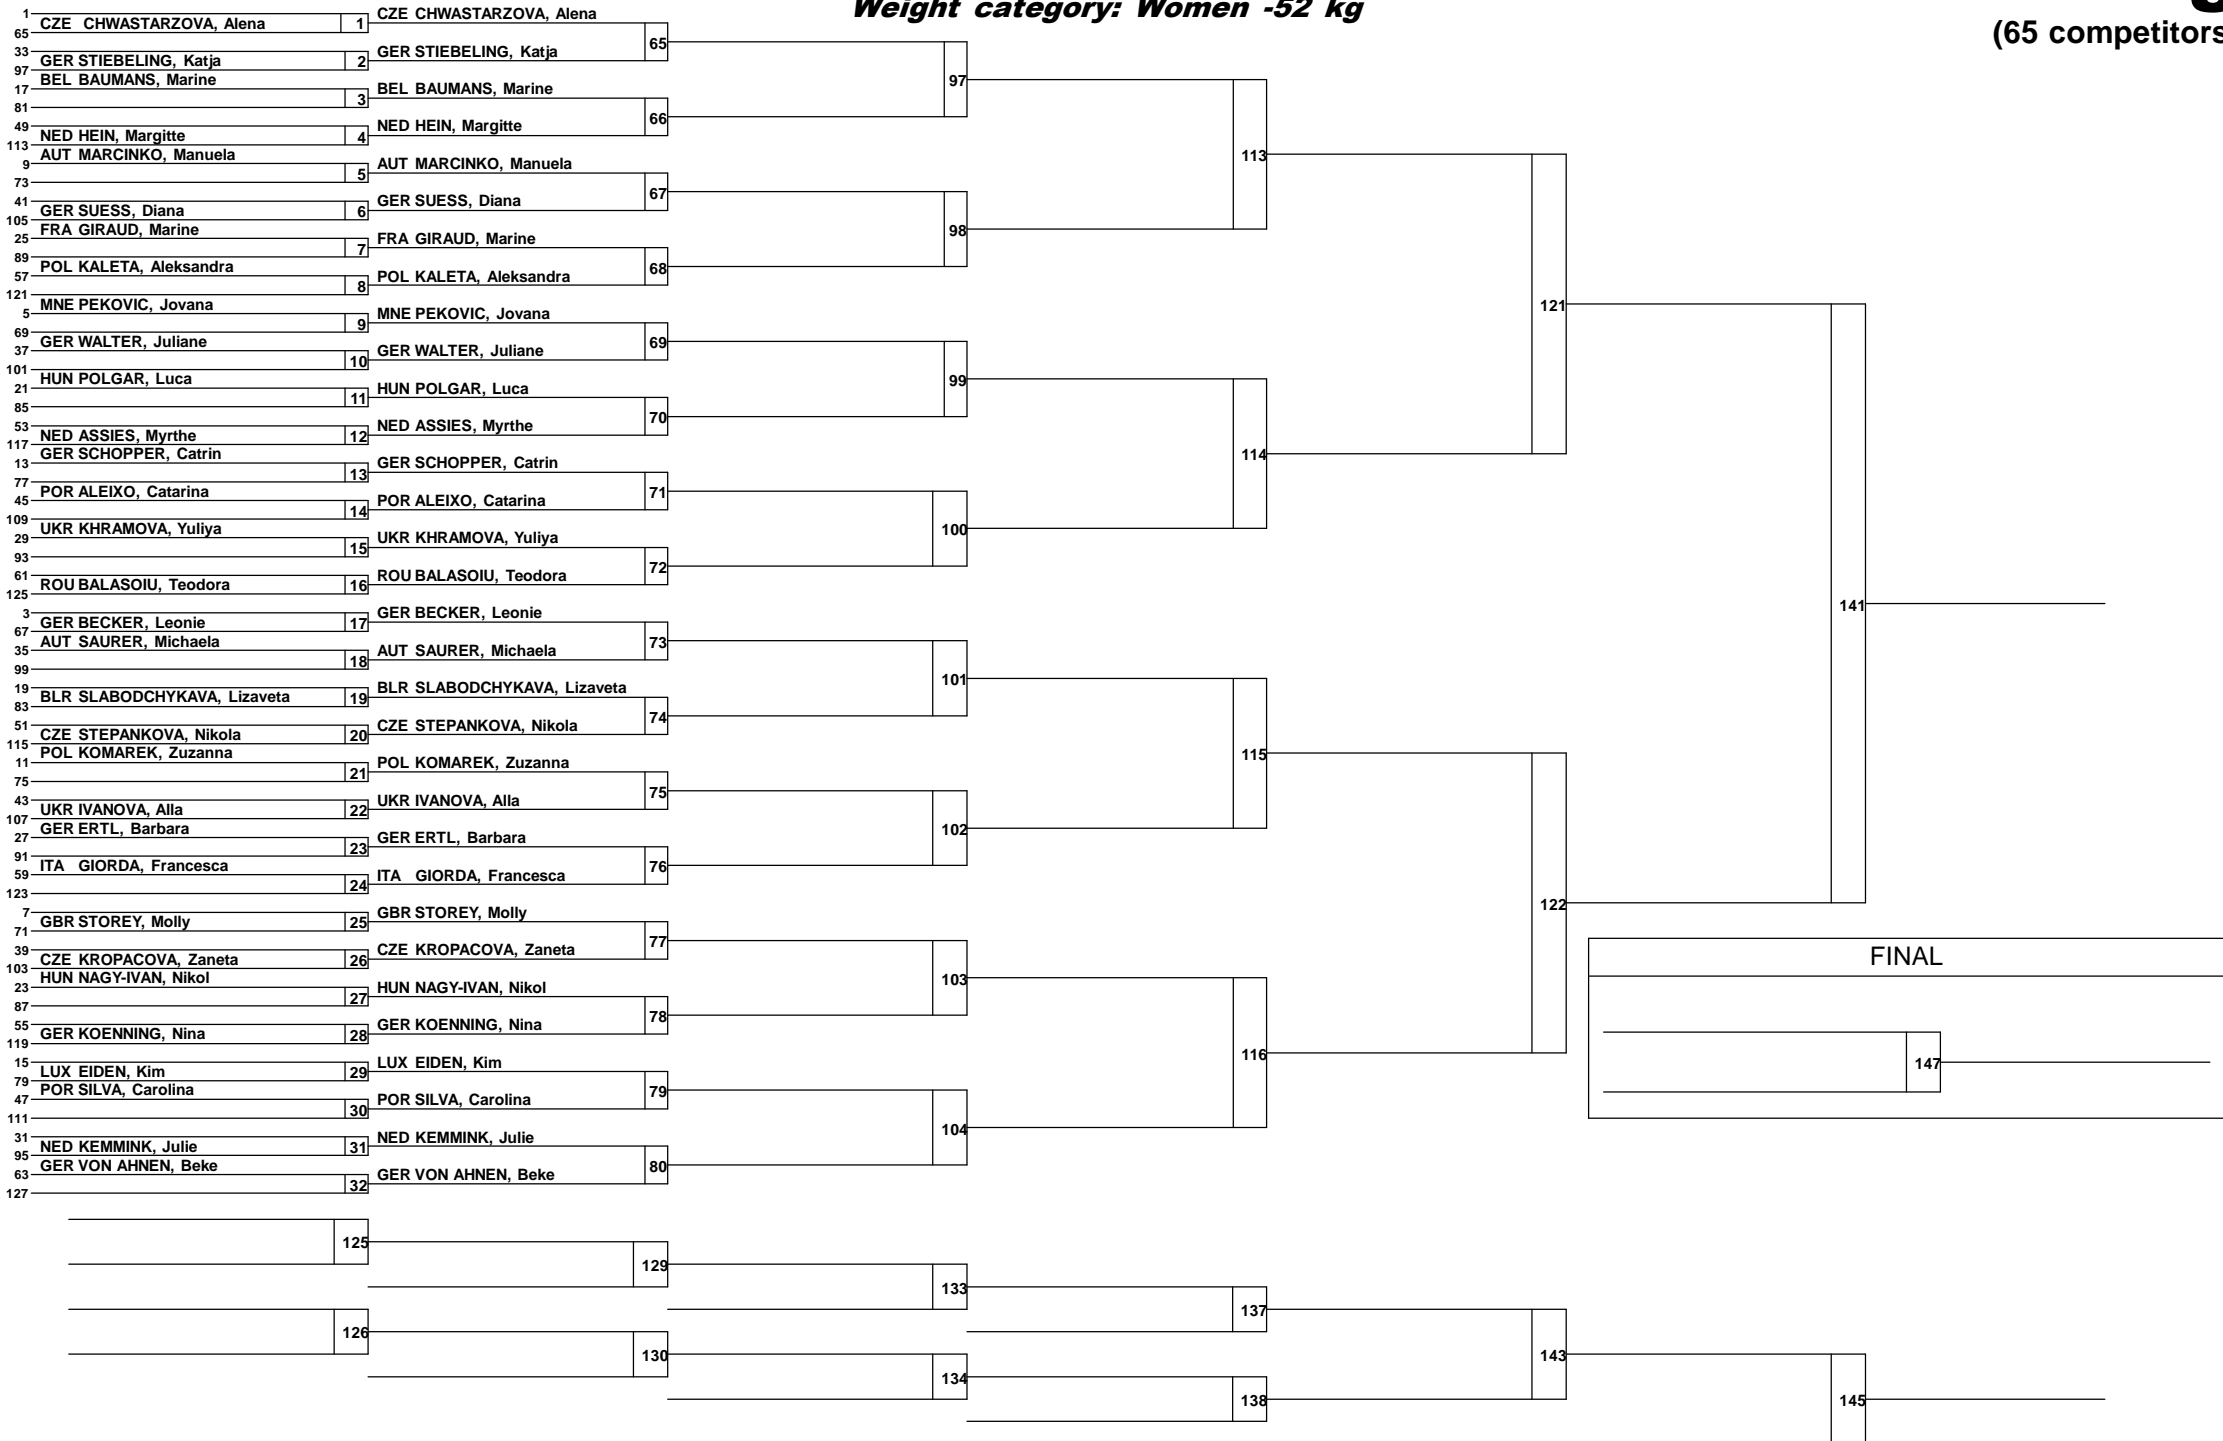 Weight category: Women -52 kg
(65 competitors
1
CZE CHWASTARZOVA, Alena 1
65
33
GER STIEBELING, Katja 2
97
BEL BAUMANS, Marine
17
3
81
49
NED HEIN, Margitte 4
113
AUT MARCINKO, Manuela
9
5
73
41
GER SUESS, Diana 6
105
FRA GIRAUD, Marine
25
7
89
POL KALETA, Aleksandra
57
8
121
MNE PEKOVIC, Jovana
5
9
69
GER WALTER, Juliane
37
10
101
HUN POLGAR, Luca
21
11
85
53
NED ASSIES, Myrthe 12
117
GER SCHOPPER, Catrin
13
13
77
POR ALEIXO, Catarina
45
14
109
UKR KHRAMOVA, Yuliya
29
15
93
61
ROU BALASOIU, Teodora 16
125
3
GER BECKER, Leonie 17
67
AUT SAURER, Michaela
35
18
99
19
BLR SLABODCHYKAVA, Lizaveta 19
83
51
CZE STEPANKOVA, Nikola 20
115
POL KOMAREK, Zuzanna
11
21
75
43
UKR IVANOVA, Alla 22
107
GER ERTL, Barbara
27
23
91
ITA GIORDA, Francesca
59
24
123
7
GBR STOREY, Molly 25
71
39
CZE KROPACOVA, Zaneta 26
103
HUN NAGY-IVAN, Nikol
23
27
87
55
GER KOENNING, Nina 28
119
15
LUX EIDEN, Kim 29
79
POR SILVA, Carolina
47
30
111
31
NED KEMMINK, Julie 31
95
GER VON AHNEN, Beke
63
32
127
CZE CHWASTARZOVA, Alena
65
GER STIEBELING, Katja
BEL BAUMANS, Marine
66
NED HEIN, Margitte
AUT MARCINKO, Manuela
67
GER SUESS, Diana
FRA GIRAUD, Marine
68
POL KALETA, Aleksandra
MNE PEKOVIC, Jovana
69
GER WALTER, Juliane
HUN POLGAR, Luca
70
NED ASSIES, Myrthe
GER SCHOPPER, Catrin
71
POR ALEIXO, Catarina
UKR KHRAMOVA, Yuliya
72
ROU BALASOIU, Teodora
GER BECKER, Leonie
73
AUT SAURER, Michaela
BLR SLABODCHYKAVA, Lizaveta
74
CZE STEPANKOVA, Nikola
POL KOMAREK, Zuzanna
75
UKR IVANOVA, Alla
GER ERTL, Barbara
76
ITA GIORDA, Francesca
GBR STOREY, Molly
77
CZE KROPACOVA, Zaneta
HUN NAGY-IVAN, Nikol
78
GER KOENNING, Nina
LUX EIDEN, Kim
79
POR SILVA, Carolina
NED KEMMINK, Julie
80
GER VON AHNEN, Beke
97
98
99
100
101
102
103
104
113
114
115
116
121
122
141
FINAL
147
125
126
129
130
133
134
137
138
143
145